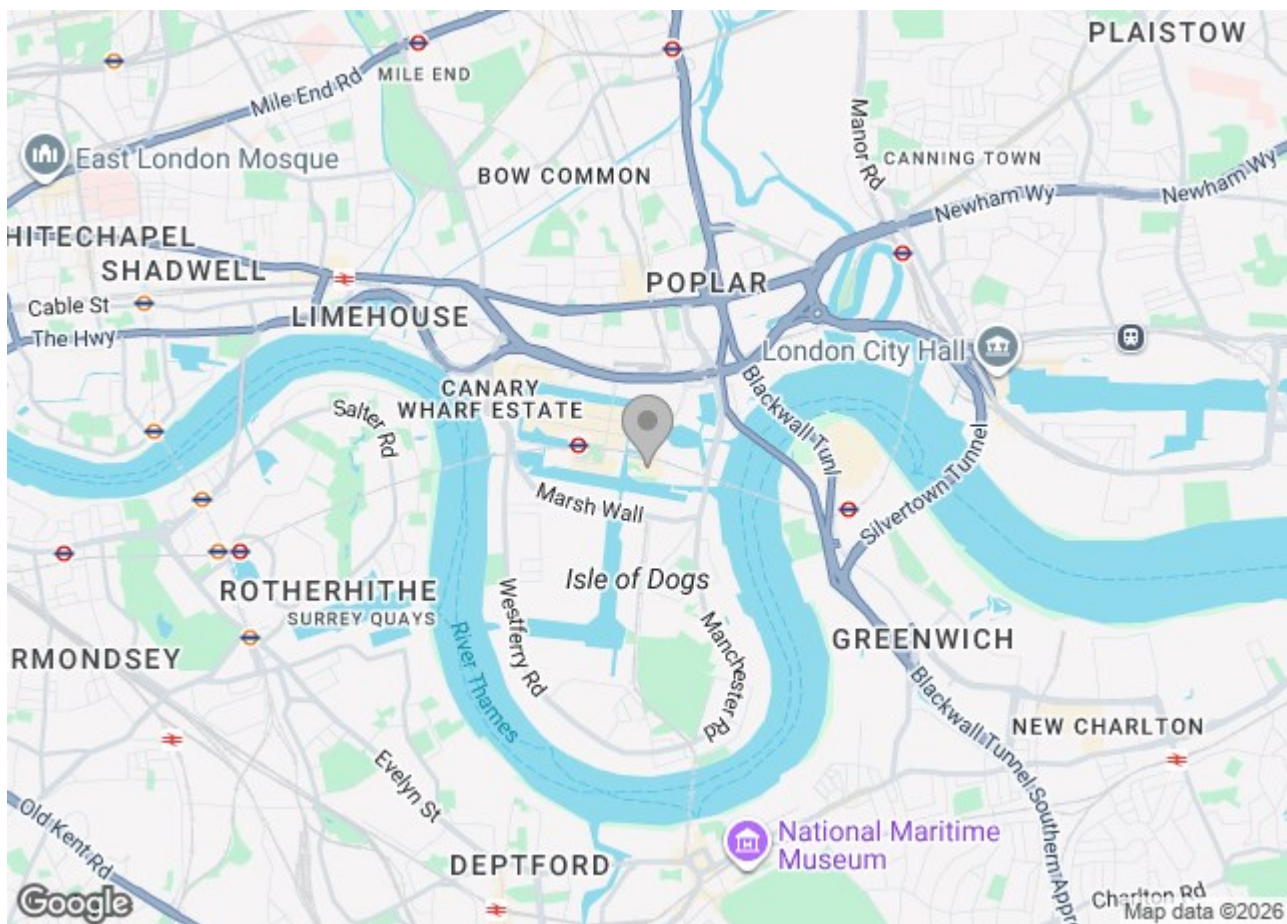 PLAISTOW
MILE END
Mile End Rd
Manor Rd
East London Mosque
BOW COMMON
CANNING TOWN
Newham Wy
Newham Wy
HITECHAPEL
SHADWELL
POPLAR
Cable St
LIMEHOUSE
The Hwy
London City Hall
CANARY
WHARF ESTATE
Blackwall Tunl
Salter Rd
Silvertown Tunnel
Marsh Wall
Isle of Dogs
ROTHERHITHE
SURREY QUAYS
Westferry Rd
Manchester Rd
River Thames
GREENWICH
RMONDSEY
Blackwall Tunnel Southern Appro
NEW CHARLTON
Evelyn St
Old Kent Rd
National Maritime
Museum
DEPTFORD
Charlton Rd
Google
Map data ©2026